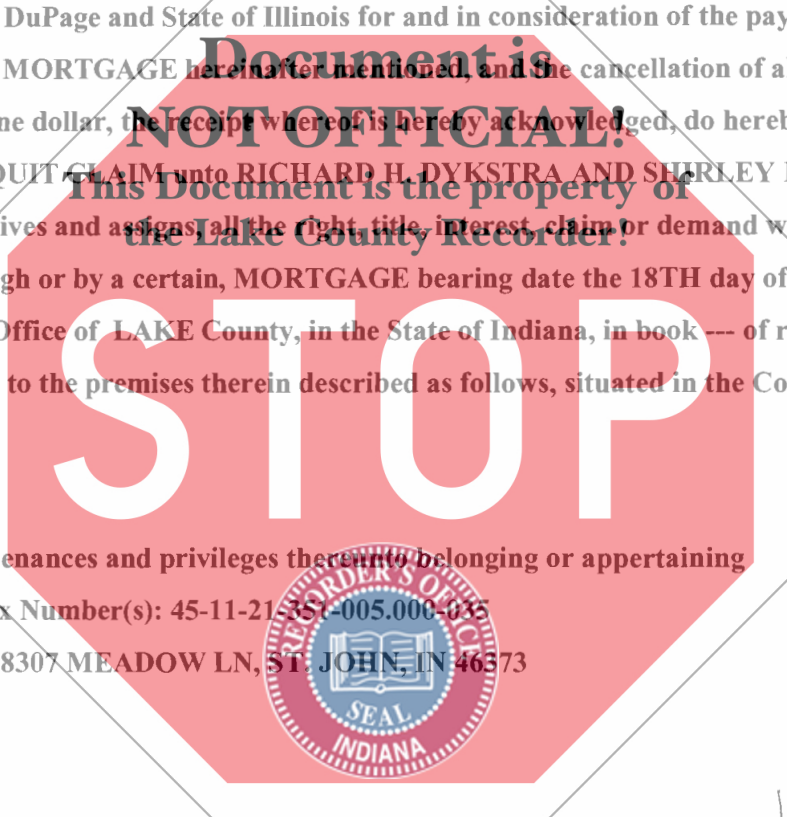 DuPage and State of Illinois for and in consideration of the pay
Document is
MORTGAGE hereinafter mentioned, and the cancellation of a
NOT OFFICIAL!
ne dollar, the receipt whereof is hereby acknowledged, do hereb
QUIT CLAIM unto RICHARD H. DYKSTRA AND SHIRLEY
This Document is the property of
ives and assigns, all the right, title, interest, claim or demand w
the Lake County Recorder!
gh or by a certain, MORTGAGE bearing date the 18TH day of
Office of LAKE County, in the State of Indiana, in book --- of r
to the premises therein described as follows, situated in the Co
STOP
enances and privileges thereunto belonging or appertaining
x Number(s): 45-11-21-351-005.000-035
8307 MEADOW LN, ST. JOHN, IN 46373
RECORDER'S OFFICE
SEAL
INDIANA